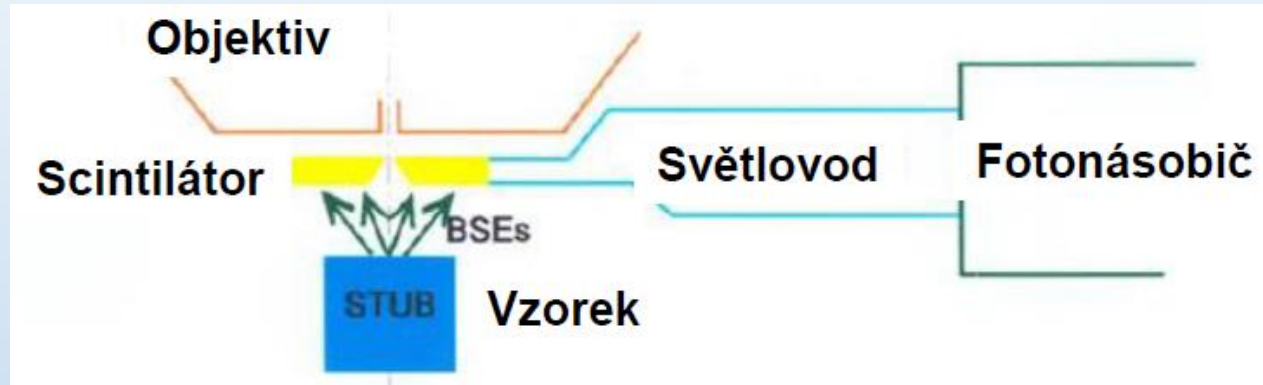 Objektiv
Scintilátor
Světlovod
Fotonásobič
BSEs
STUB
Vzorek